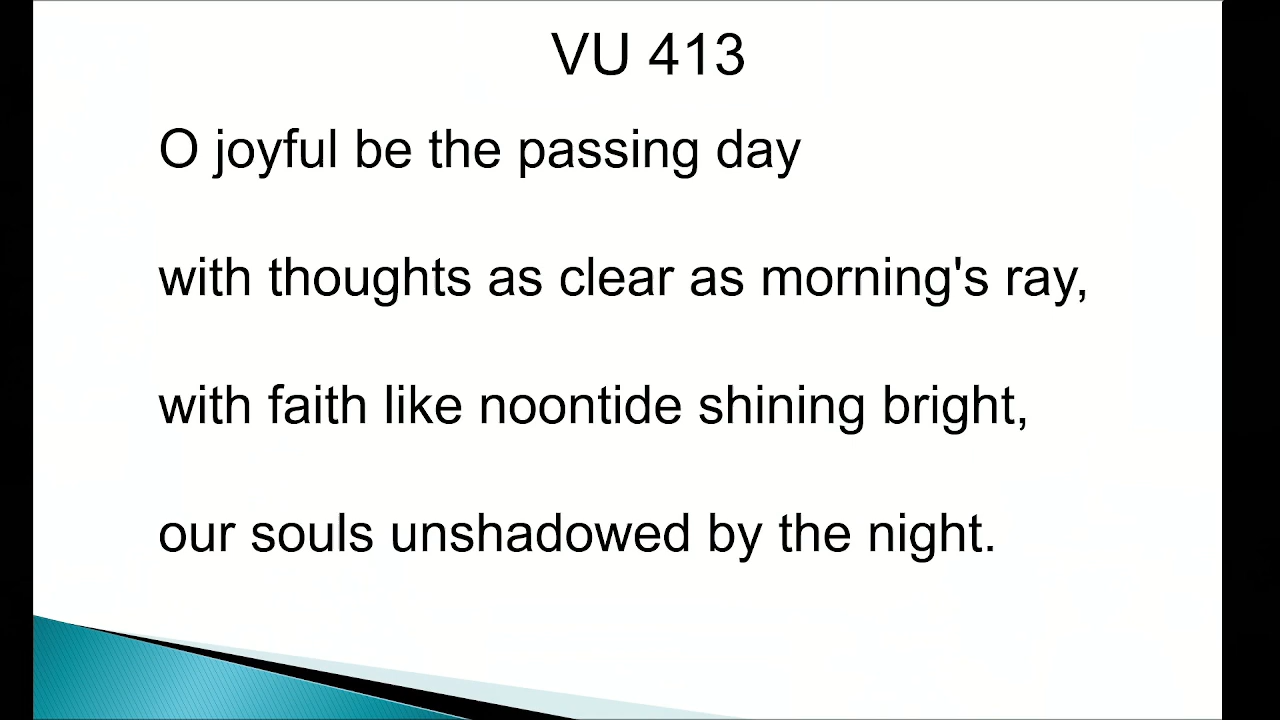 VU 413
O joyful be the passing day
with thoughts as clear as morning's ray,
with faith like noontide shining bright,
our souls unshadowed by the night.